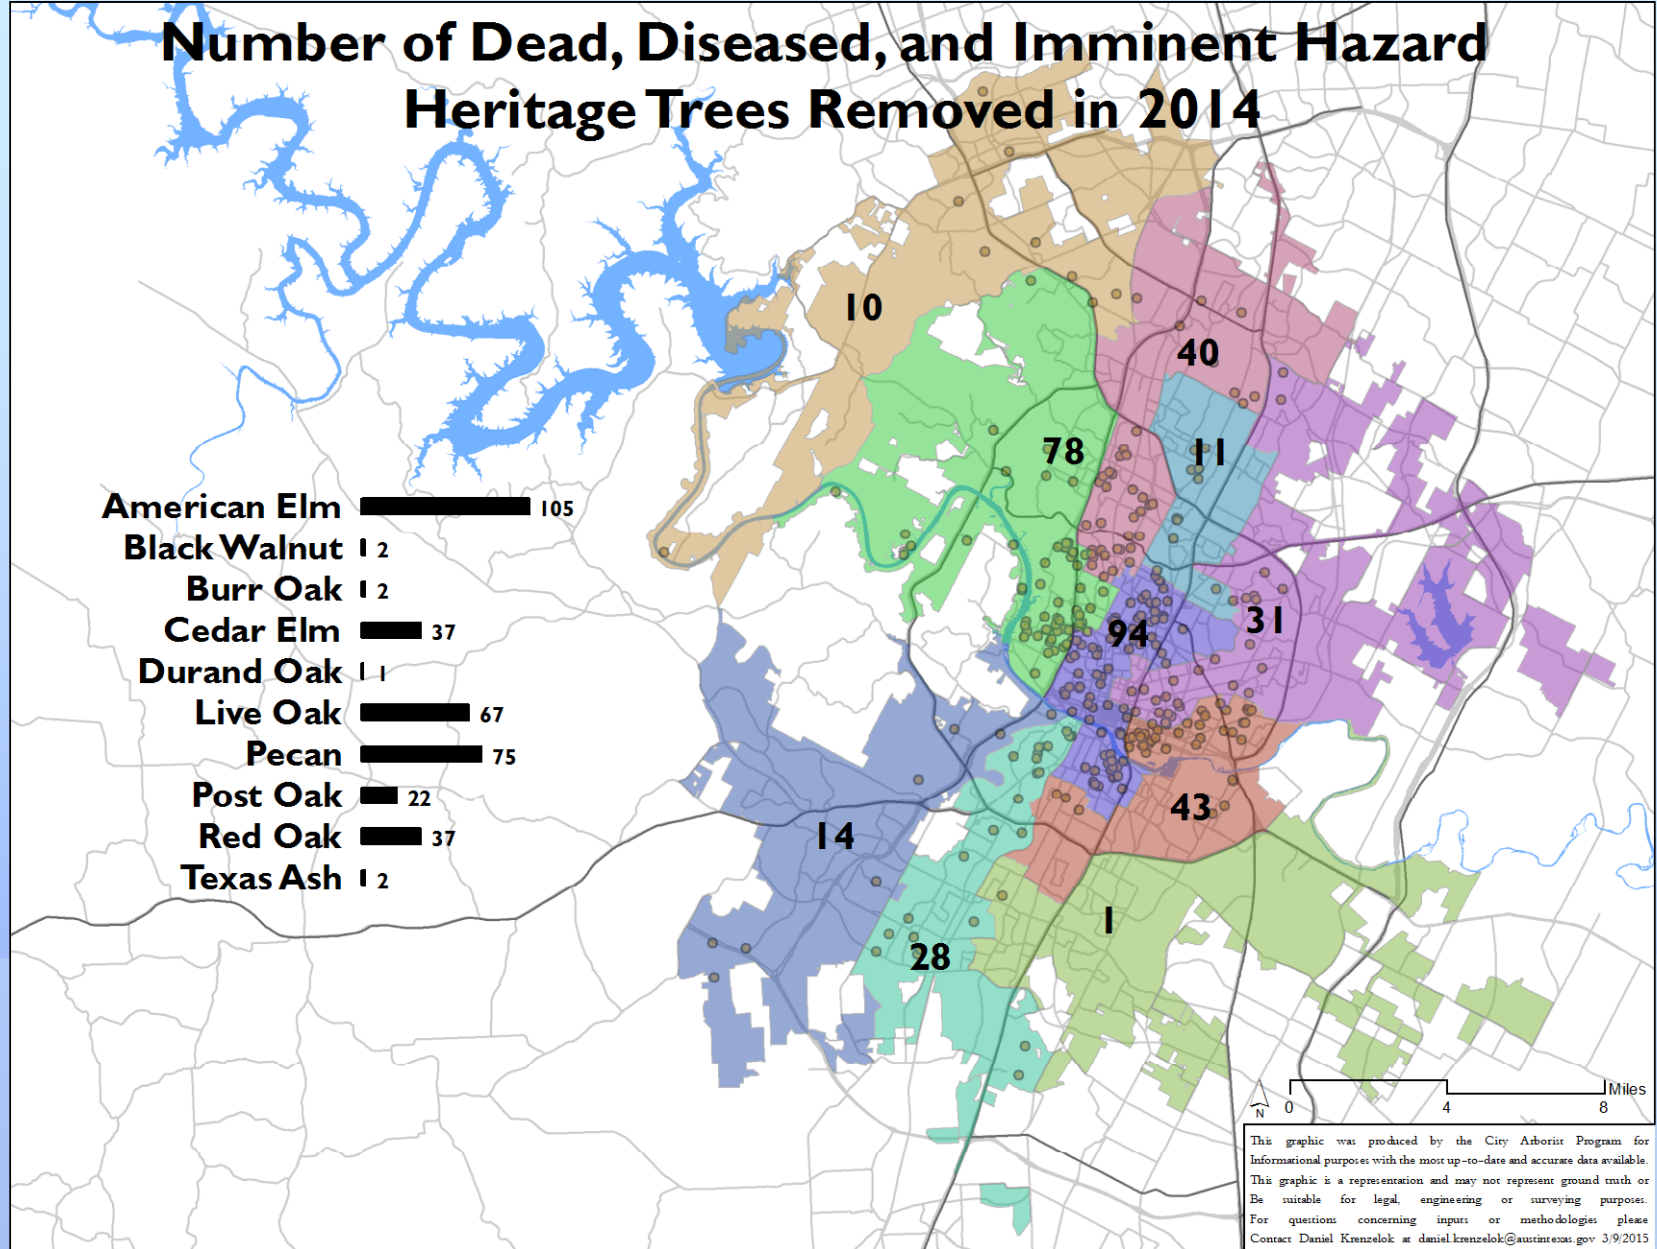 Number of Dead, Diseased, and Imminent Hazard
Heritage Trees Removed in 2014
10
40
78
11
American Elm 105
Black Walnut 2
Burr Oak 2
Cedar Elm 37
31
94
Durand Oak 1
Live Oak 67
Pecan 75
Post Oak 22
43
Red Oak 37
14
Texas Ash 2
1
28
Miles
N 0 4 8
This graphic was produced by the City Arborist Program for
Informational purposes with the most up-to-date and accurate data available.
This graphic is a representation and may not represent ground truth or
Be suitable for legal, engineering or surveying purposes.
For questions concerning inputs or methodologies please
Contact Daniel Krenzelok at daniel.krenzelok@austintexas.gov 3/9/2015